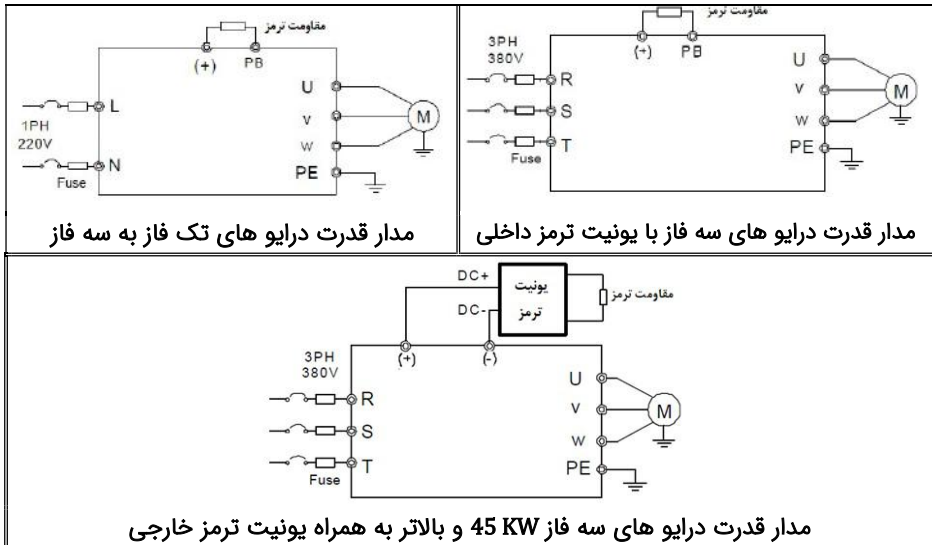 مقاومت ترمز
(+) PB
L
1PH
220V
N
Fuse
U
V
W
PE
M
مدار قدرت درایو های تک فاز به سه فاز
مقاومت ترمز
(+) PB
3PH
380V
R
S
T
Fuse
U
V
W
PE
M
مدار قدرت درایو های سه فاز با یونیت ترمز داخلی
DC+
DC-
یونیت
ترمز
مقاومت ترمز
(+) (-)
3PH
380V
R
S
T
Fuse
U
V
W
PE
M
مدار قدرت درایو های سه فاز 45 KW و بالاتر به همراه یونیت ترمز خارجی